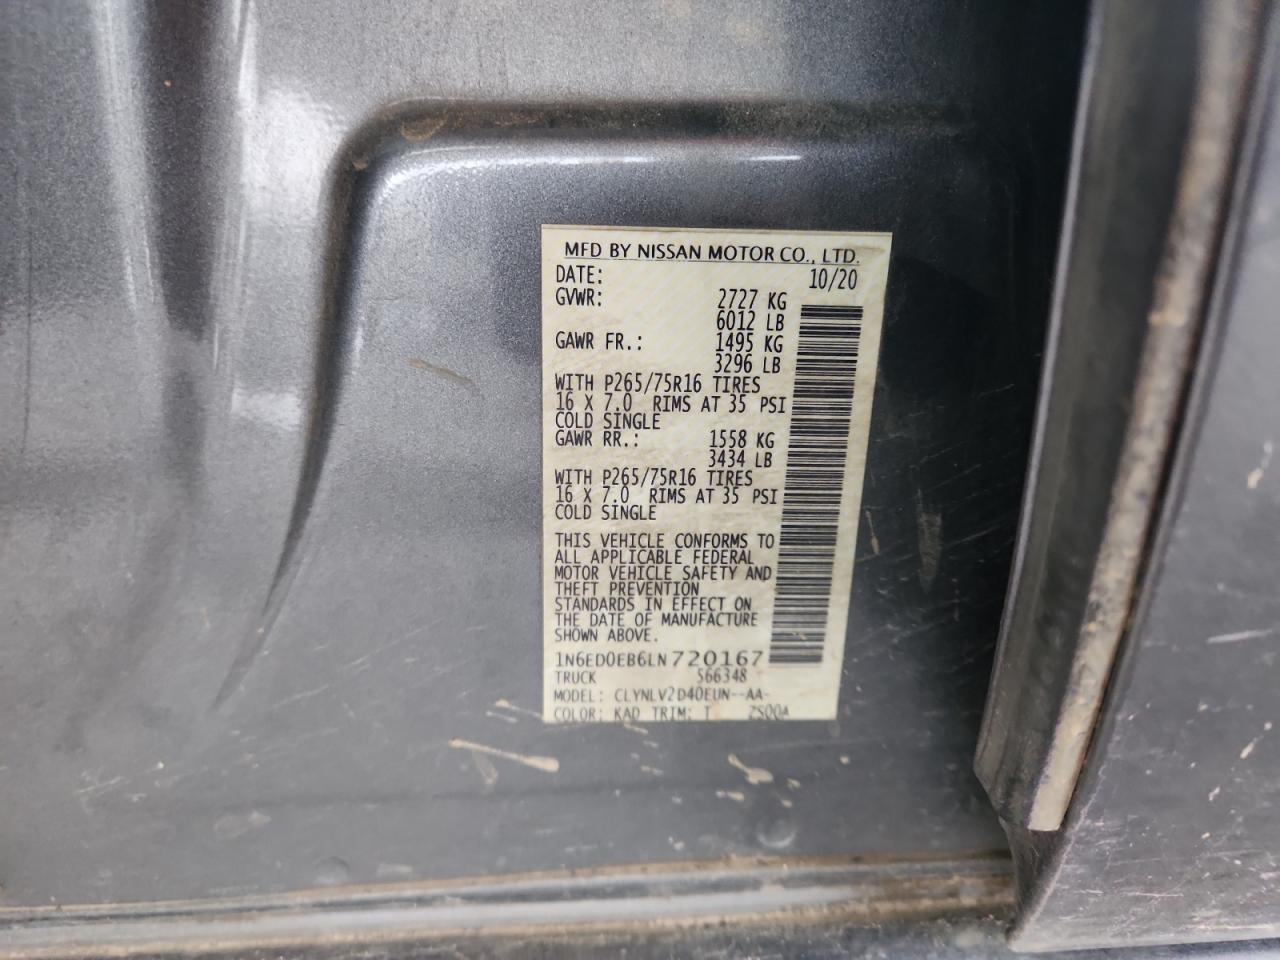 MFD BY NISSAN MOTOR CO., LTD.
DATE: 10/20
GVWR: 2727 KG
6012 LB
GAWR FR.: 1495 KG
3296 LB
WITH P265/75R16 TIRES
16 X 7.0 RIMS AT 35 PSI
COLD SINGLE
GAWR RR.: 1558 KG
3434 LB
WITH P265/75R16 TIRES
16 X 7.0 RIMS AT 35 PSI
COLD SINGLE
THIS VEHICLE CONFORMS TO
ALL APPLICABLE FEDERAL
MOTOR VEHICLE SAFETY AND
THEFT PREVENTION
STANDARDS IN EFFECT ON
THE DATE OF MANUFACTURE
SHOWN ABOVE.
1N6ED0EB6LN720167
TRUCK 566348
MODEL: CLYNLV2D40EUN--AA-
COLOR: KAD TRIM: T